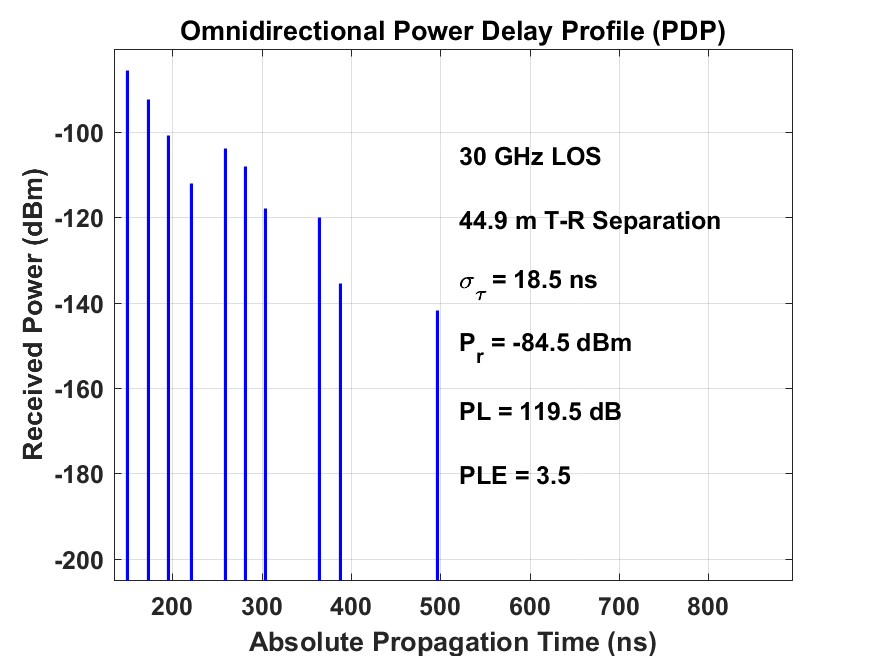 Omnidirectional Power Delay Profile (PDP)
Received Power (dBm)
-100
-120
-140
-160
-180
-200
30 GHz LOS
44.9 m T-R Separation
σ_τ = 18.5 ns
P_r = -84.5 dBm
PL = 119.5 dB
PLE = 3.5
200 300 400 500 600 700 800
Absolute Propagation Time (ns)